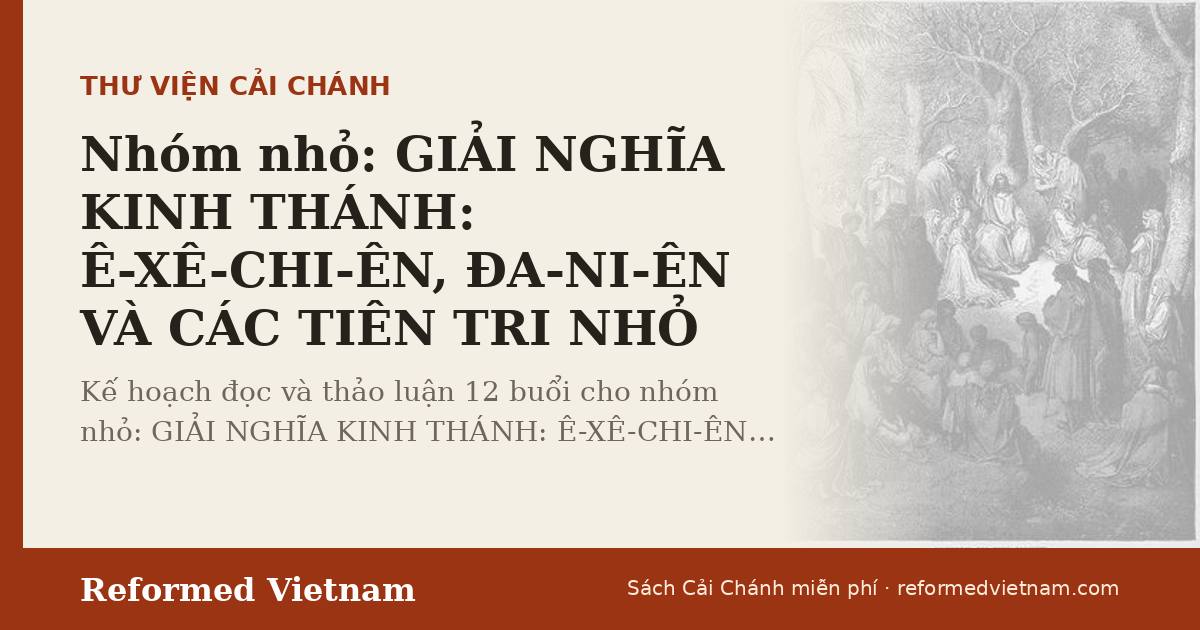 THƯ VIỆN CẢI CHÁNH
Nhóm nhỏ: GIẢI NGHĨA
KINH THÁNH:
Ê-XÊ-CHI-ÊN, ĐA-NI-ÊN
VÀ CÁC TIÊN TRI NHỎ
Kế hoạch đọc và thảo luận 12 buổi cho nhóm
nhỏ: GIẢI NGHĨA KINH THÁNH: Ê-XÊ-CHI-ÊN…
Reformed Vietnam
Sách Cải Chánh miễn phí · reformedvietnam.com